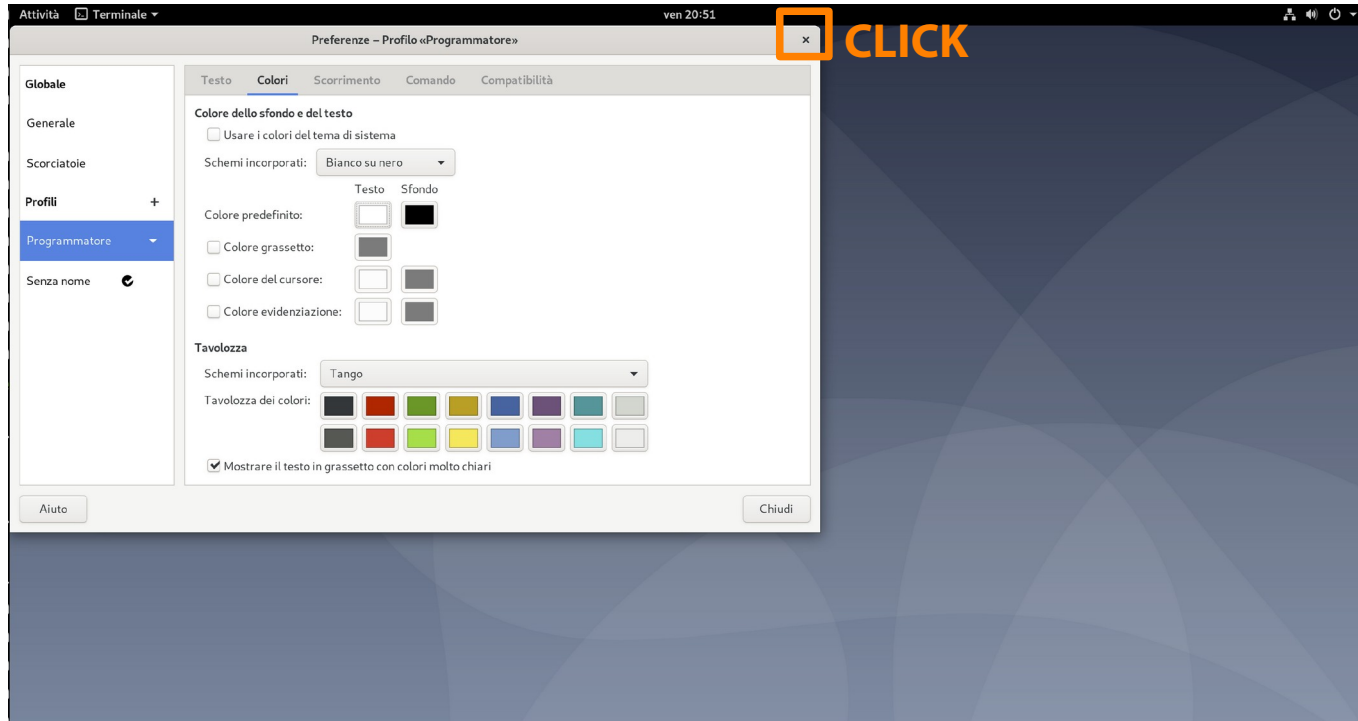 Attività Terminale ven 20:51
CLICK
Preferenze – Profilo «Programmatore»
Globale
Generale
Scorciatoie
Profili +
Programmatore
Senza nome
Testo Colori Scorrimento Comando Compatibilità
Colore dello sfondo e del testo
Usare i colori del tema di sistema
Schemi incorporati: Bianco su nero
Testo Sfondo
Colore predefinito:
Colore grassetto:
Colore del cursore:
Colore evidenziazione:
Tavolozza
Schemi incorporati: Tango
Tavolozza dei colori:
Mostrare il testo in grassetto con colori molto chiari
Aiuto Chiudi